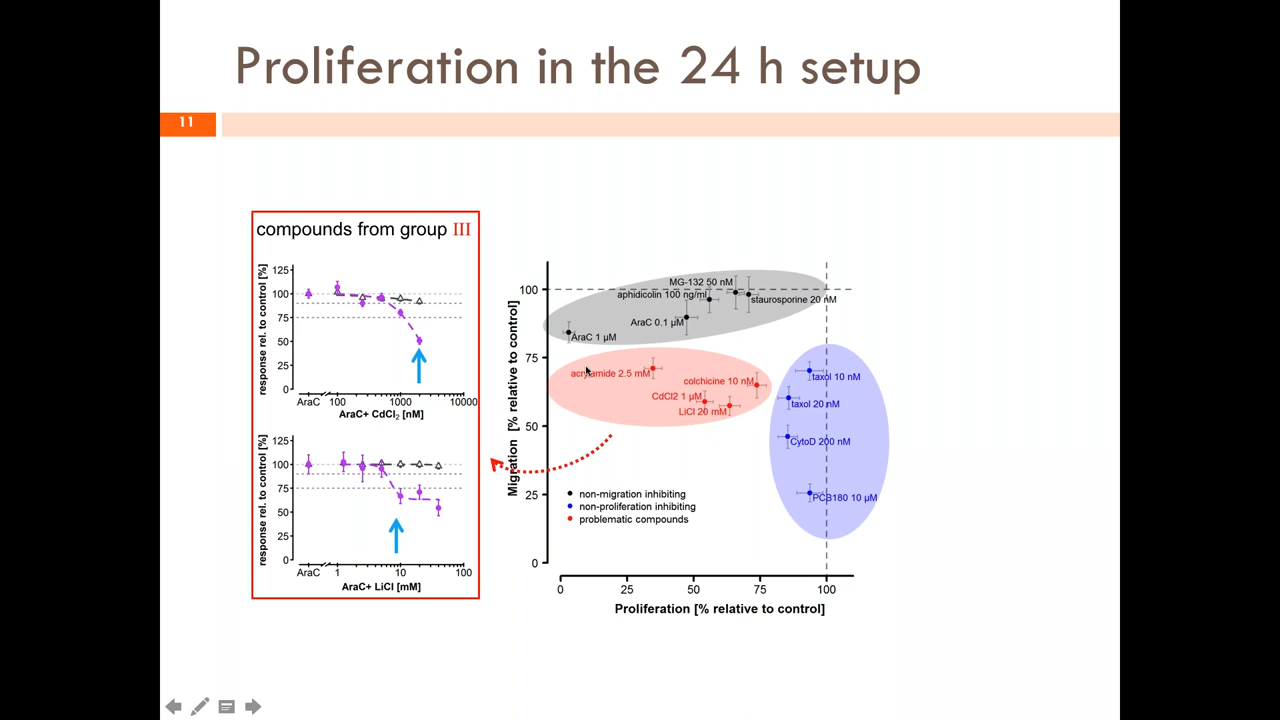 Proliferation in the 24 h setup
11
compounds from group III
response rel. to control [%]
125
100
75
50
25
0
AraC 100 1000 10000
AraC+ CdCl2 [nM]
response rel. to control [%]
125
100
75
50
25
0
AraC 1 10 100
AraC+ LiCl [mM]
Migration [% relative to control]
100
75
50
25
0
MG-132 50 nM
aphidicolin 100 ng/ml
staurosporine 20 nM
AraC 0.1 µM
AraC 1 µM
acrylamide 2.5 mM
colchicine 10 nM
CdCl2 1 µM
LiCl 20 mM
taxol 10 nM
taxol 20 nM
CytoD 200 nM
PCB180 10 µM
non-migration inhibiting
non-proliferation inhibiting
problematic compounds
0 25 50 75 100
Proliferation [% relative to control]